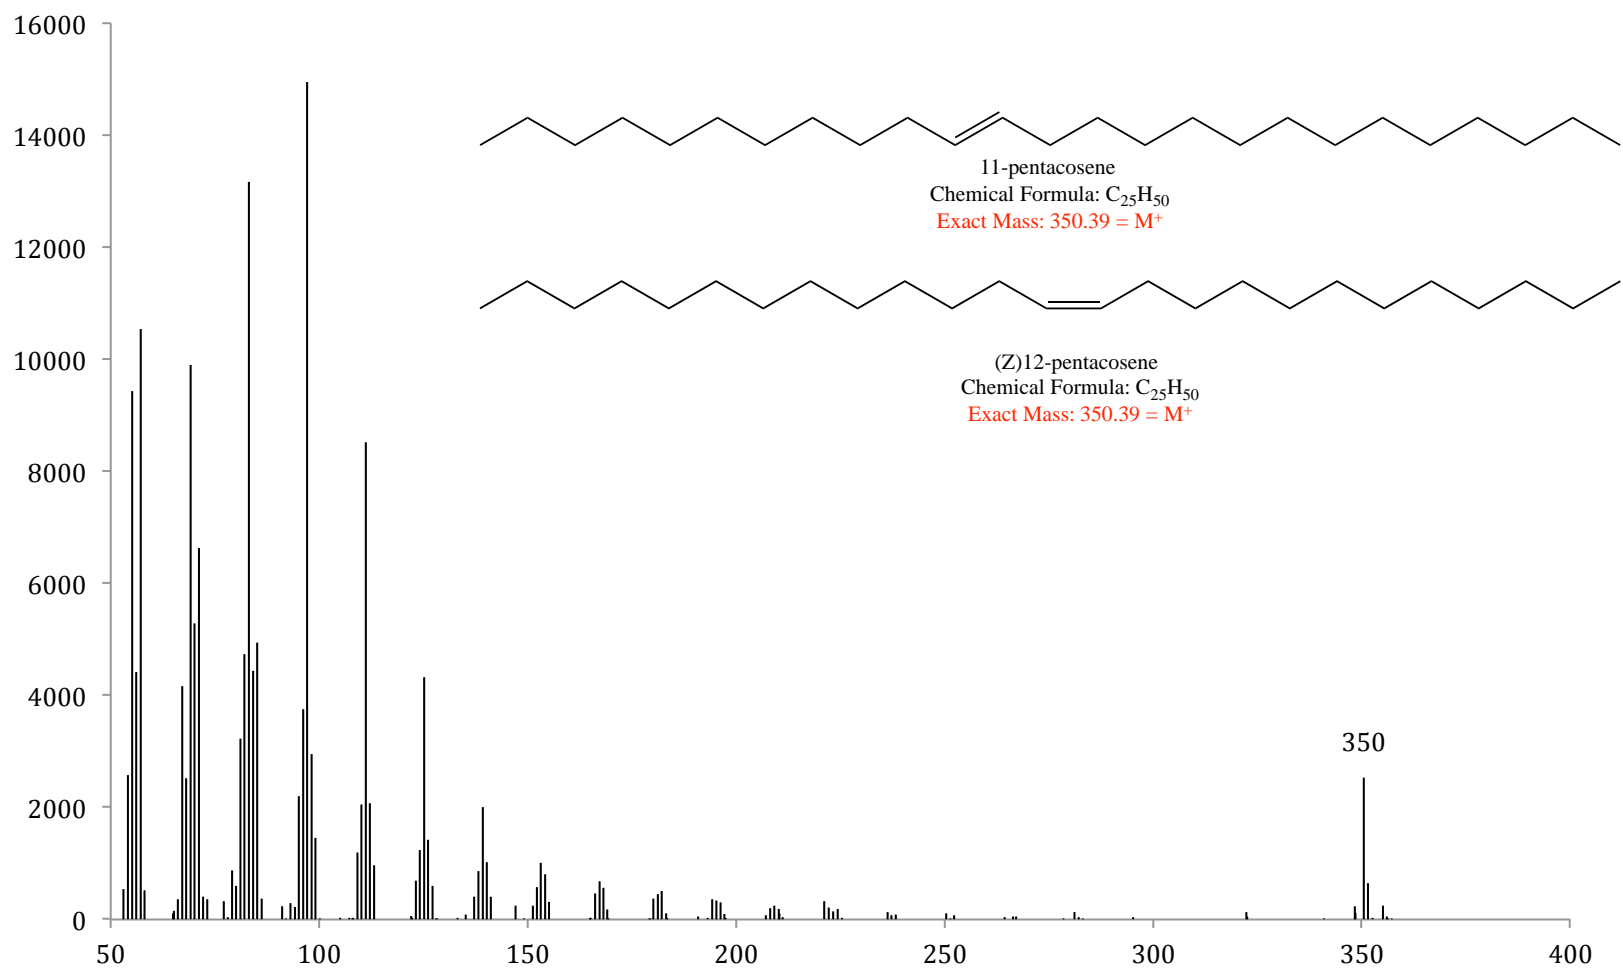 16000
14000
12000
10000
8000
6000
4000
2000
0
11-pentacosene
Chemical Formula: C₂₅H₅₀
Exact Mass: 350.39 = M⁺
(Z)12-pentacosene
Chemical Formula: C₂₅H₅₀
Exact Mass: 350.39 = M⁺
350
50 100 150 200 250 300 350 400